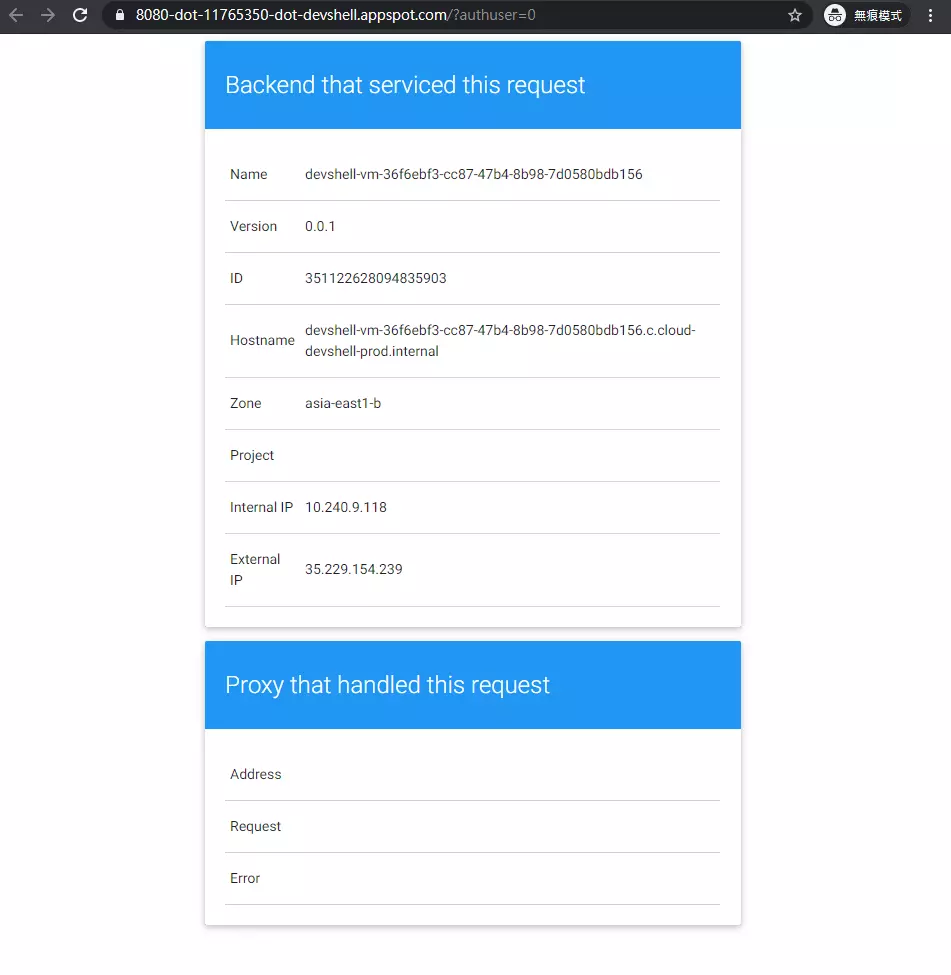 8080-dot-11765350-dot-devshell.appspot.com/?authuser=0
無痕模式
Backend that serviced this request
Name devshell-vm-36f6ebf3-cc87-47b4-8b98-7d0580bdb156
Version 0.0.1
ID 351122628094835903
Hostname devshell-vm-36f6ebf3-cc87-47b4-8b98-7d0580bdb156.c.cloud-
devshell-prod.internal
Zone asia-east1-b
Project
Internal IP 10.240.9.118
External
IP 35.229.154.239
Proxy that handled this request
Address
Request
Error